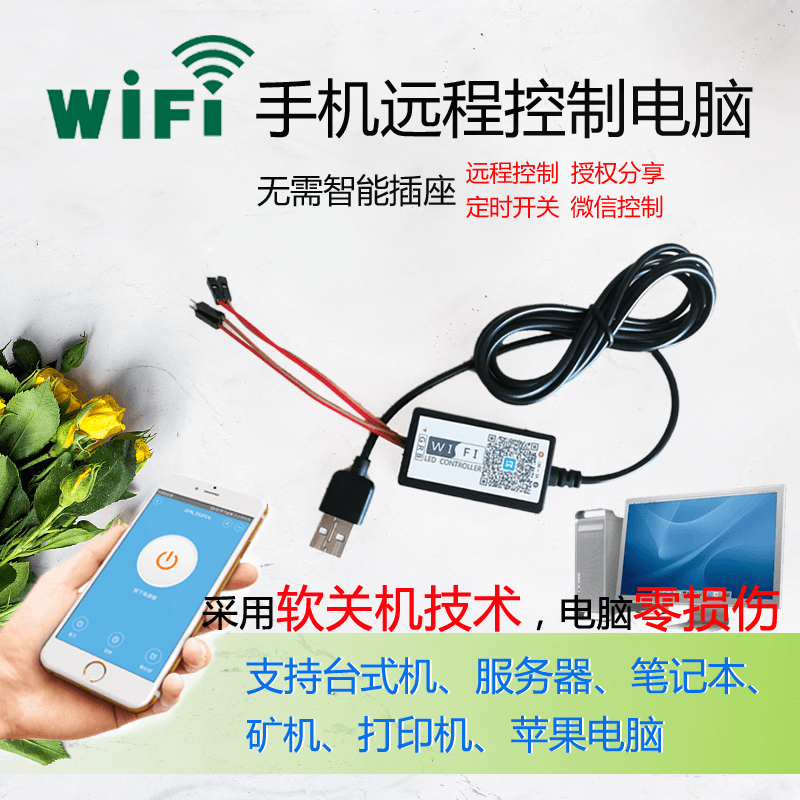 WiFi
手机远程控制电脑
无需智能插座
远程控制 授权分享
定时开关 微信控制
WIFI
LED CONTROLLER
采用软关机技术，电脑零损伤
支持台式机、服务器、笔记本、
矿机、打印机、苹果电脑